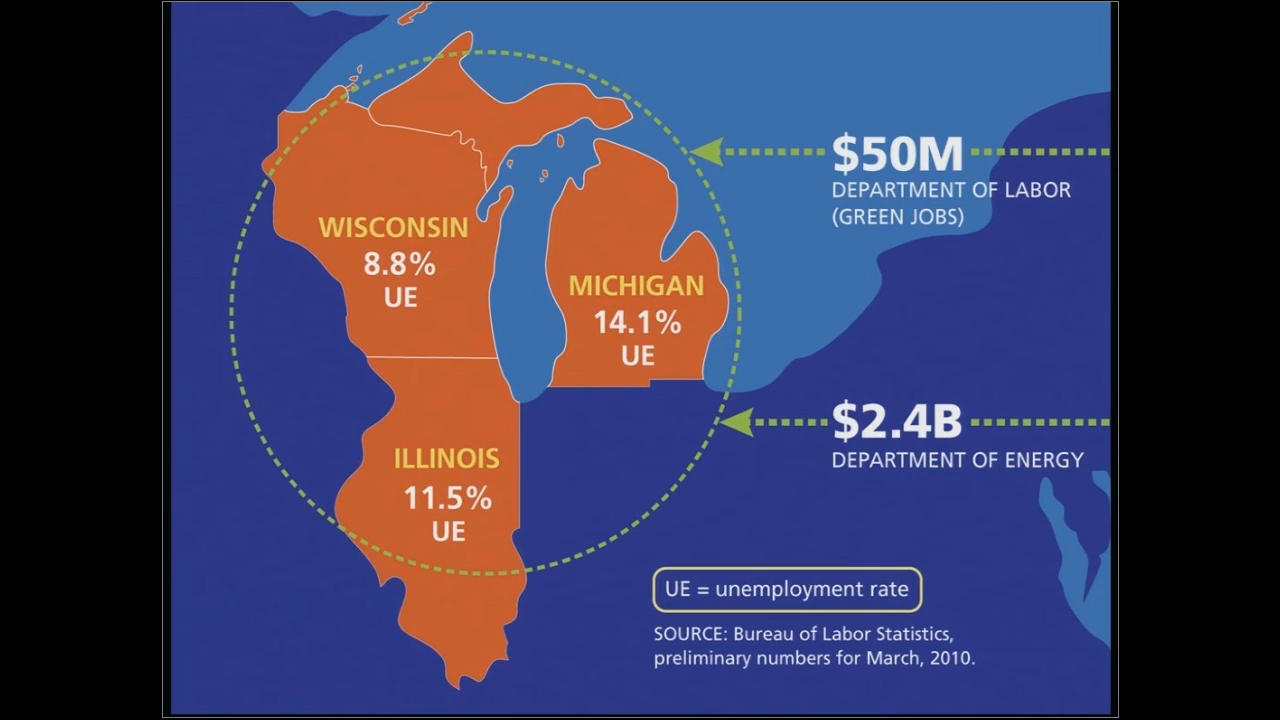 $50M
DEPARTMENT OF LABOR
(GREEN JOBS)
WISCONSIN
8.8%
UE
MICHIGAN
14.1%
UE
$2.4B
DEPARTMENT OF ENERGY
ILLINOIS
11.5%
UE
UE = unemployment rate
SOURCE: Bureau of Labor Statistics,
preliminary numbers for March, 2010.